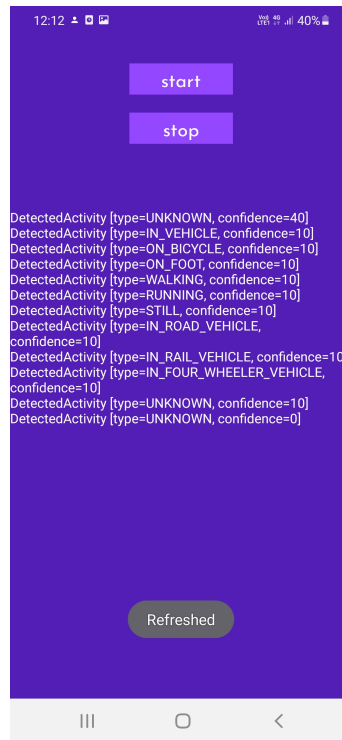 12:12 Vo)) 4G LTE1 40%
start
stop
DetectedActivity [type=UNKNOWN, confidence=40]
DetectedActivity [type=IN_VEHICLE, confidence=10]
DetectedActivity [type=ON_BICYCLE, confidence=10]
DetectedActivity [type=ON_FOOT, confidence=10]
DetectedActivity [type=WALKING, confidence=10]
DetectedActivity [type=RUNNING, confidence=10]
DetectedActivity [type=STILL, confidence=10]
DetectedActivity [type=IN_ROAD_VEHICLE,
confidence=10]
DetectedActivity [type=IN_RAIL_VEHICLE, confidence=10
DetectedActivity [type=IN_FOUR_WHEELER_VEHICLE,
confidence=10]
DetectedActivity [type=UNKNOWN, confidence=10]
DetectedActivity [type=UNKNOWN, confidence=0]
Refreshed